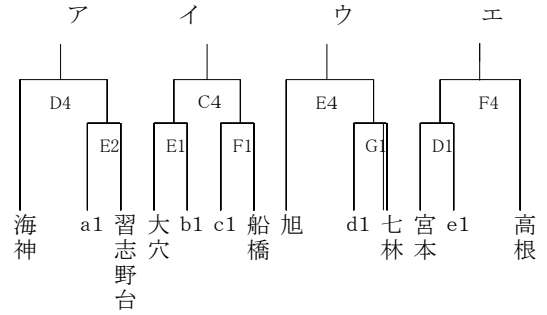 ア イ ウ エ
D4 C4 E4 F4
E2 E1 F1 G1 D1
海神 a1 習志野台 大穴 b1 c1 船橋 旭 d1 七林 宮本 e1 高根